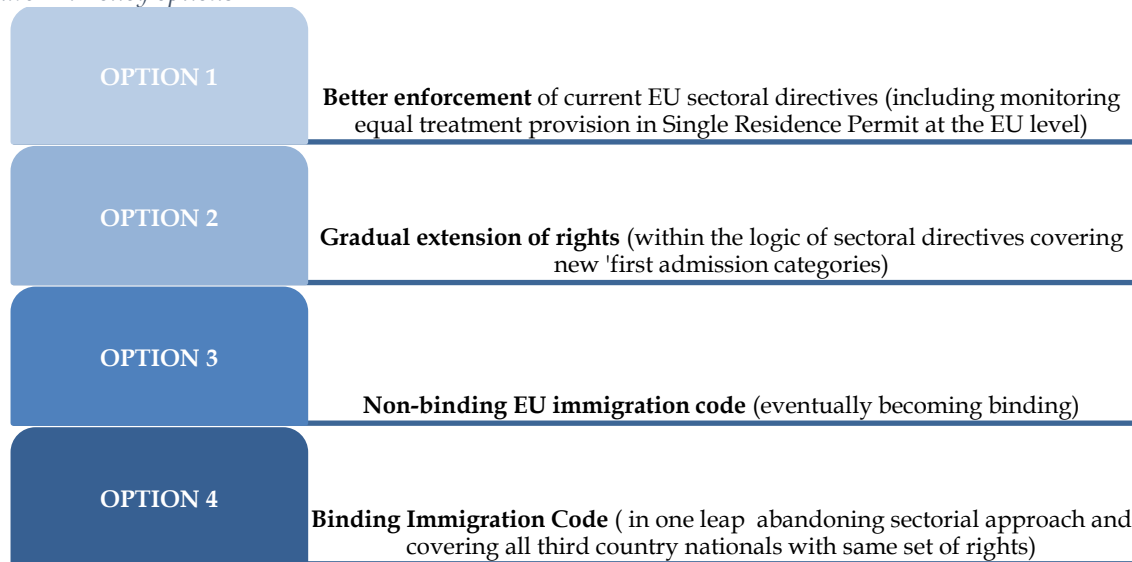 OPTION 1
Better enforcement of current EU sectoral directives (including monitoring
equal treatment provision in Single Residence Permit at the EU level)
OPTION 2
Gradual extension of rights (within the logic of sectoral directives covering
new 'first admission categories)
OPTION 3
Non-binding EU immigration code (eventually becoming binding)
OPTION 4
Binding Immigration Code ( in one leap abandoning sectorial approach and
covering all third country nationals with same set of rights)